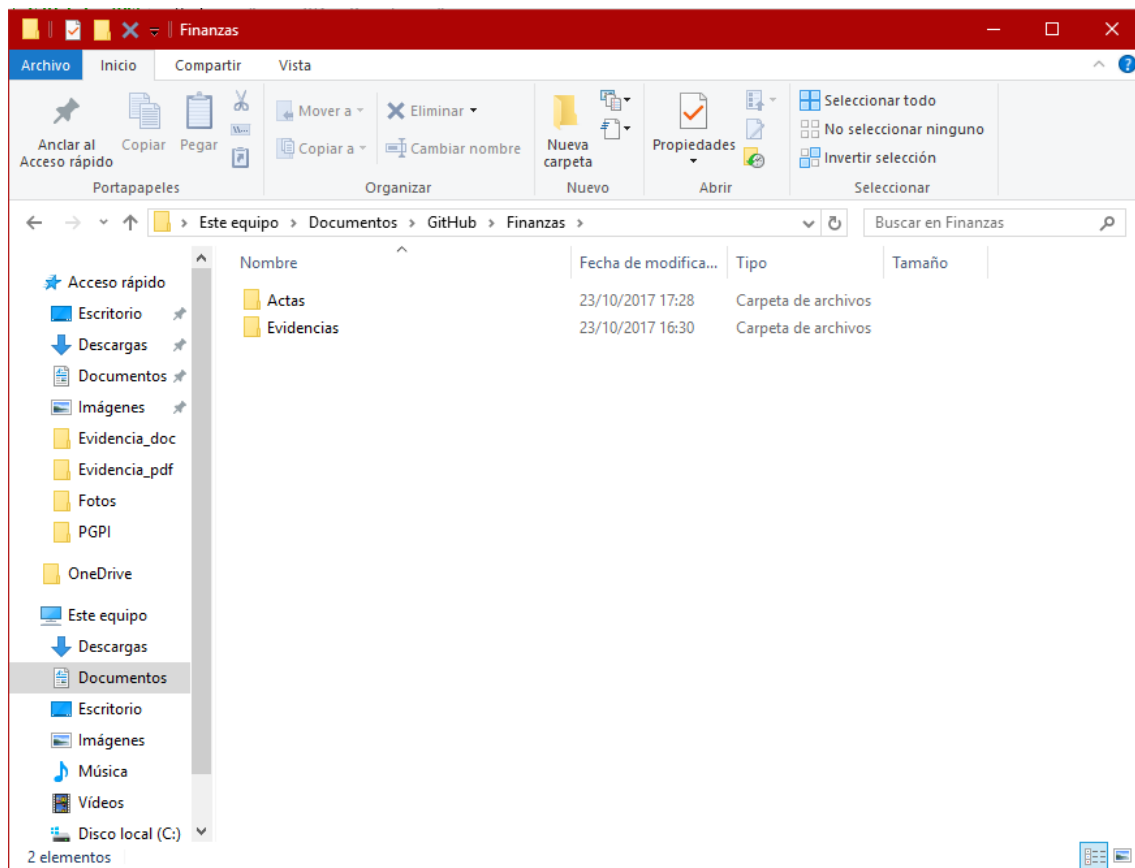 Finanzas
Archivo Inicio Compartir Vista
Anclar al Acceso rápido
Copiar
Pegar
Mover a
Copiar a
Eliminar
Cambiar nombre
Nueva carpeta
Propiedades
Seleccionar todo
No seleccionar ninguno
Invertir selección
Portapapeles Organizar Nuevo Abrir Seleccionar
Este equipo > Documentos > GitHub > Finanzas >
Buscar en Finanzas
Nombre Fecha de modifica... Tipo Tamaño
Actas 23/10/2017 17:28 Carpeta de archivos
Evidencias 23/10/2017 16:30 Carpeta de archivos
Acceso rápido
Escritorio
Descargas
Documentos
Imágenes
Evidencia_doc
Evidencia_pdf
Fotos
PGPI
OneDrive
Este equipo
Descargas
Documentos
Escritorio
Imágenes
Música
Vídeos
Disco local (C:)
2 elementos